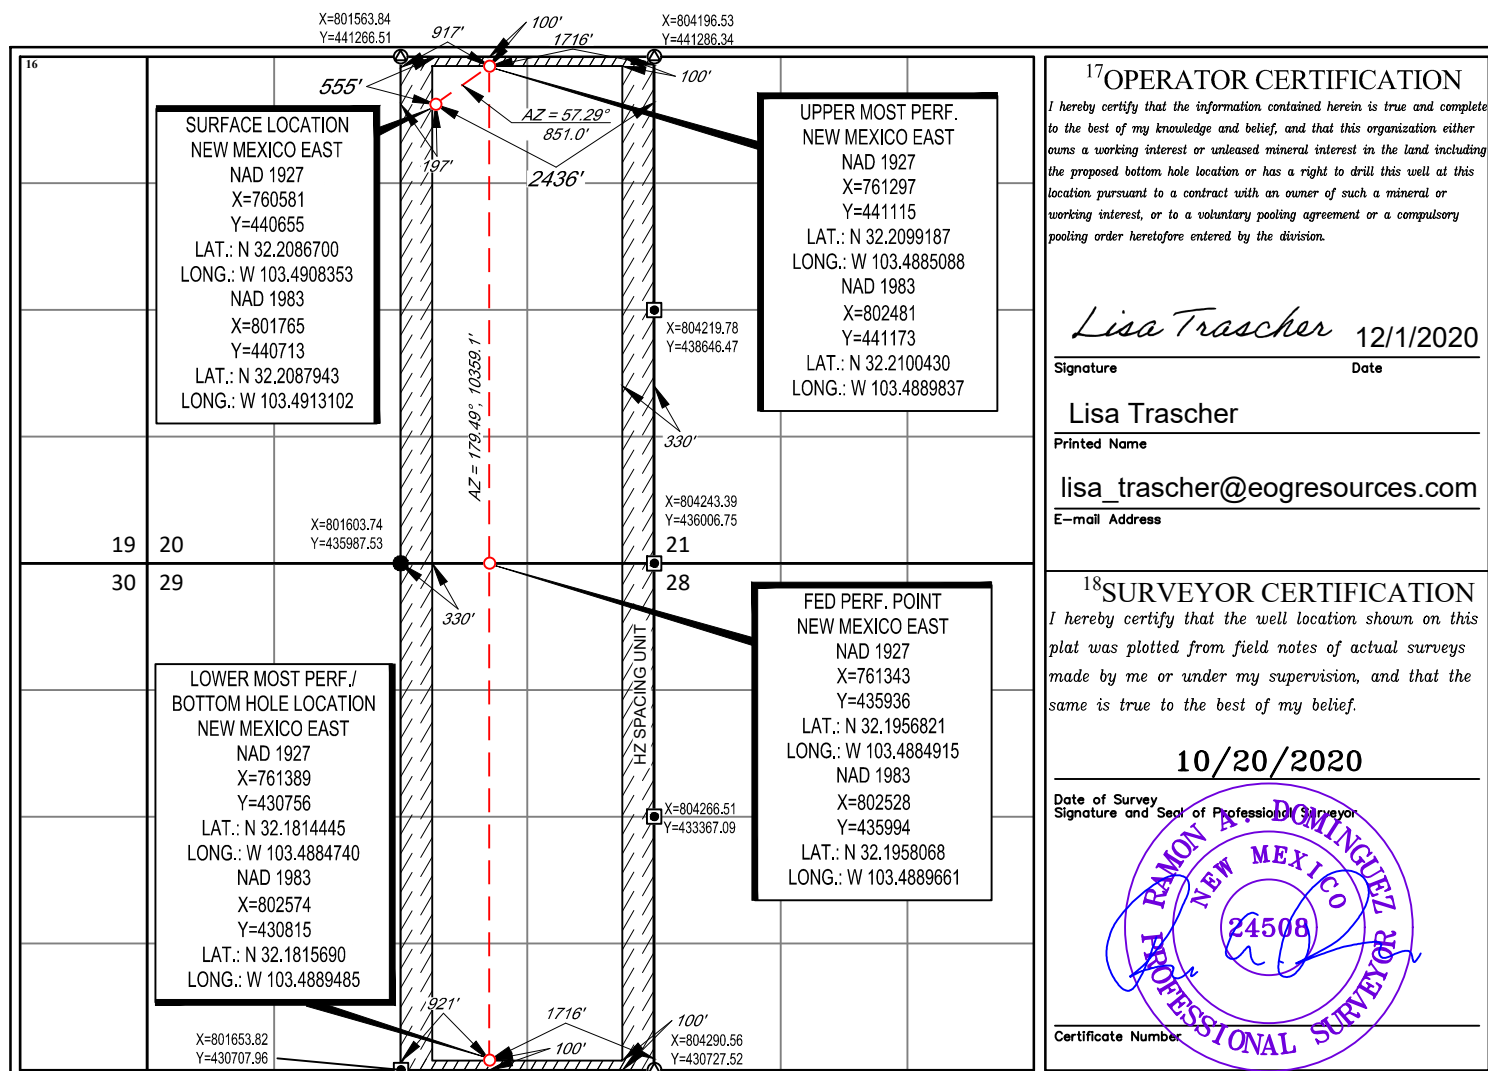 X=801563.84
Y=441266.51
917'
100'
1716'
X=804196.53
Y=441286.34
16
555'
100'
AZ = 57.29°
851.0'
197'
2436'
SURFACE LOCATION
NEW MEXICO EAST
NAD 1927
X=760581
Y=440655
LAT.: N 32.2086700
LONG.: W 103.4908353
NAD 1983
X=801765
Y=440713
LAT.: N 32.2087943
LONG.: W 103.4913102
UPPER MOST PERF.
NEW MEXICO EAST
NAD 1927
X=761297
Y=441115
LAT.: N 32.2099187
LONG.: W 103.4885088
NAD 1983
X=802481
Y=441173
LAT.: N 32.2100430
LONG.: W 103.4889837
X=804219.78
Y=438646.47
AZ = 179.49°, 10359.1'
330'
X=801603.74
Y=435987.53
X=804243.39
Y=436006.75
19
20
21
30
29
28
330'
HZ SPACING UNIT
LOWER MOST PERF./
BOTTOM HOLE LOCATION
NEW MEXICO EAST
NAD 1927
X=761389
Y=430756
LAT.: N 32.1814445
LONG.: W 103.4884740
NAD 1983
X=802574
Y=430815
LAT.: N 32.1815690
LONG.: W 103.4889485
FED PERF. POINT
NEW MEXICO EAST
NAD 1927
X=761343
Y=435936
LAT.: N 32.1956821
LONG.: W 103.4884915
NAD 1983
X=802528
Y=435994
LAT.: N 32.1958068
LONG.: W 103.4889661
X=804266.51
Y=433367.09
921'
1716'
100'
100'
X=801653.82
Y=430707.96
X=804290.56
Y=430727.52
17 OPERATOR CERTIFICATION
I hereby certify that the information contained herein is true and complete
to the best of my knowledge and belief, and that this organization either
owns a working interest or unleased mineral interest in the land including
the proposed bottom hole location or has a right to drill this well at this
location pursuant to a contract with an owner of such a mineral or
working interest, or to a voluntary pooling agreement or a compulsory
pooling order heretofore entered by the division.
Lisa Trascher 12/1/2020
Signature Date
Lisa Trascher
Printed Name
lisa_trascher@eogresources.com
E-mail Address
18 SURVEYOR CERTIFICATION
I hereby certify that the well location shown on this
plat was plotted from field notes of actual surveys
made by me or under my supervision, and that the
same is true to the best of my belief.
10/20/2020
Date of Survey
Signature and Seal of Professional Surveyor
RAMON A. DOMINGUEZ
NEW MEXICO
24508
PROFESSIONAL SURVEYOR
Certificate Number